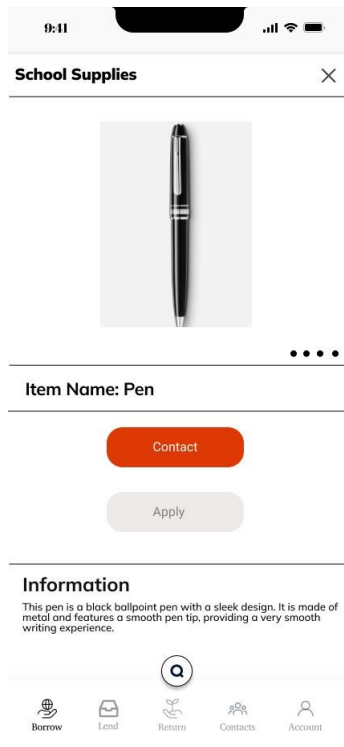 9:41
School Supplies
Item Name: Pen
Contact
Apply
Information
This pen is a black ballpoint pen with a sleek design. It is made of
metal and features a smooth pen tip, providing a very smooth
writing experience.
Borrow Lend Return Contacts Account